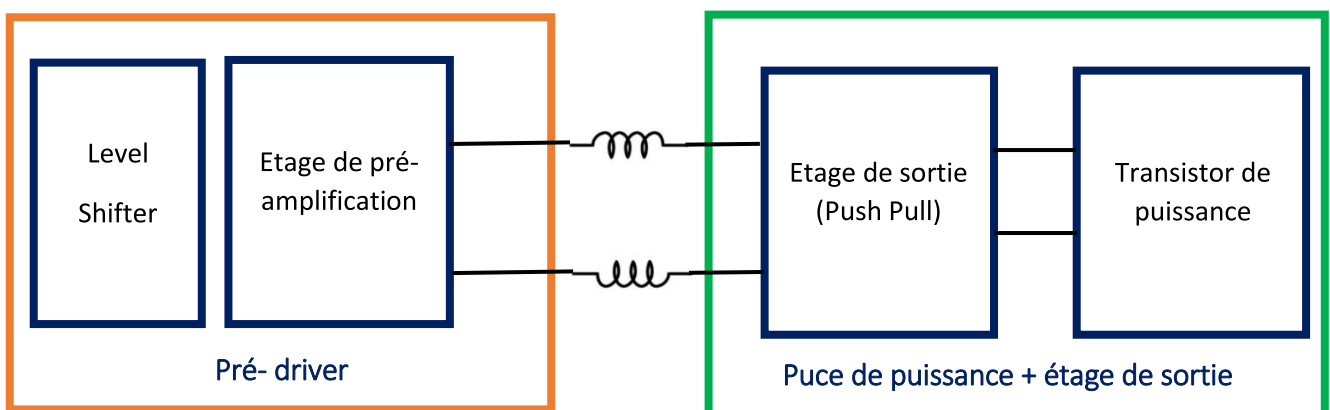 Level
Shifter
Etage de pré-
amplification
Etage de sortie
(Push Pull)
Transistor de
puissance
Pré- driver
Puce de puissance + étage de sortie